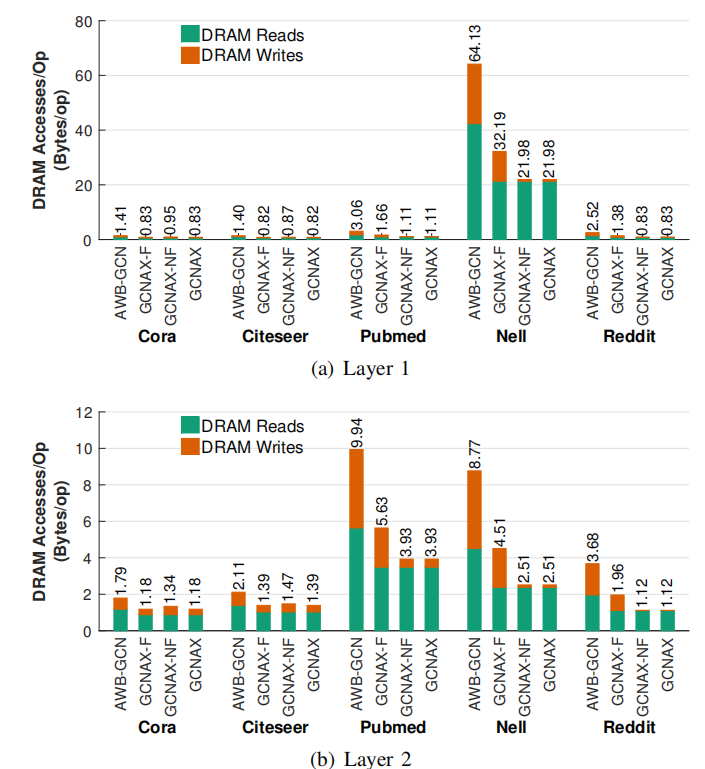 DRAM Accesses/Op
(Bytes/op)
80
60
40
20
0
DRAM Reads
DRAM Writes
1.41
0.83
0.95
0.83
1.40
0.82
0.87
0.82
3.06
1.66
1.11
1.11
64.13
32.19
21.98
21.98
2.52
1.38
0.83
0.83
AWB-GCN
GCNAX-F
GCNAX-NF
GCNAX
AWB-GCN
GCNAX-F
GCNAX-NF
GCNAX
AWB-GCN
GCNAX-F
GCNAX-NF
GCNAX
AWB-GCN
GCNAX-F
GCNAX-NF
GCNAX
AWB-GCN
GCNAX-F
GCNAX-NF
GCNAX
Cora
Citeseer
Pubmed
Nell
Reddit
(a) Layer 1
DRAM Accesses/Op
(Bytes/op)
12
10
8
6
4
2
0
DRAM Reads
DRAM Writes
1.79
1.18
1.34
1.18
2.11
1.39
1.47
1.39
9.94
5.63
3.93
3.93
8.77
4.51
2.51
2.51
3.68
1.96
1.12
1.12
AWB-GCN
GCNAX-F
GCNAX-NF
GCNAX
AWB-GCN
GCNAX-F
GCNAX-NF
GCNAX
AWB-GCN
GCNAX-F
GCNAX-NF
GCNAX
AWB-GCN
GCNAX-F
GCNAX-NF
GCNAX
AWB-GCN
GCNAX-F
GCNAX-NF
GCNAX
Cora
Citeseer
Pubmed
Nell
Reddit
(b) Layer 2